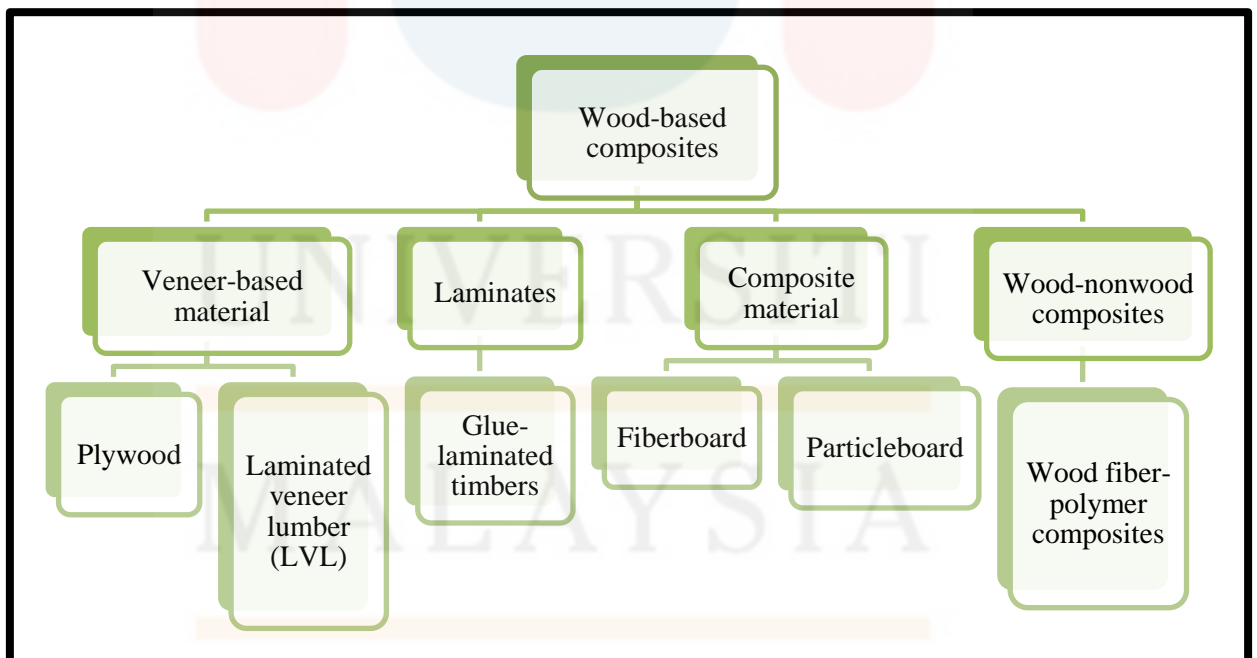 Wood-based
composites
Veneer-based
material
Laminates
Composite
material
Wood-nonwood
composites
Plywood
Laminated
veneer
lumber
(LVL)
Glue-
laminated
timbers
Fiberboard
Particleboard
Wood fiber-
polymer
composites
UNIVERSITI
MALAYSIA